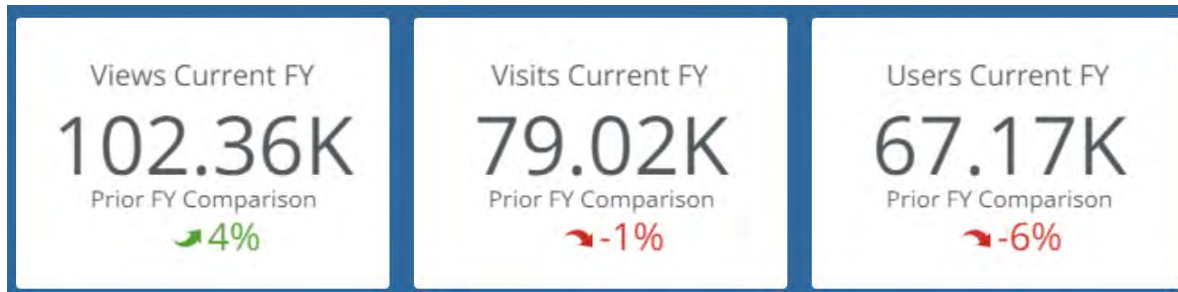 Views Current FY
102.36K
Prior FY Comparison
4%
Visits Current FY
79.02K
Prior FY Comparison
-1%
Users Current FY
67.17K
Prior FY Comparison
-6%